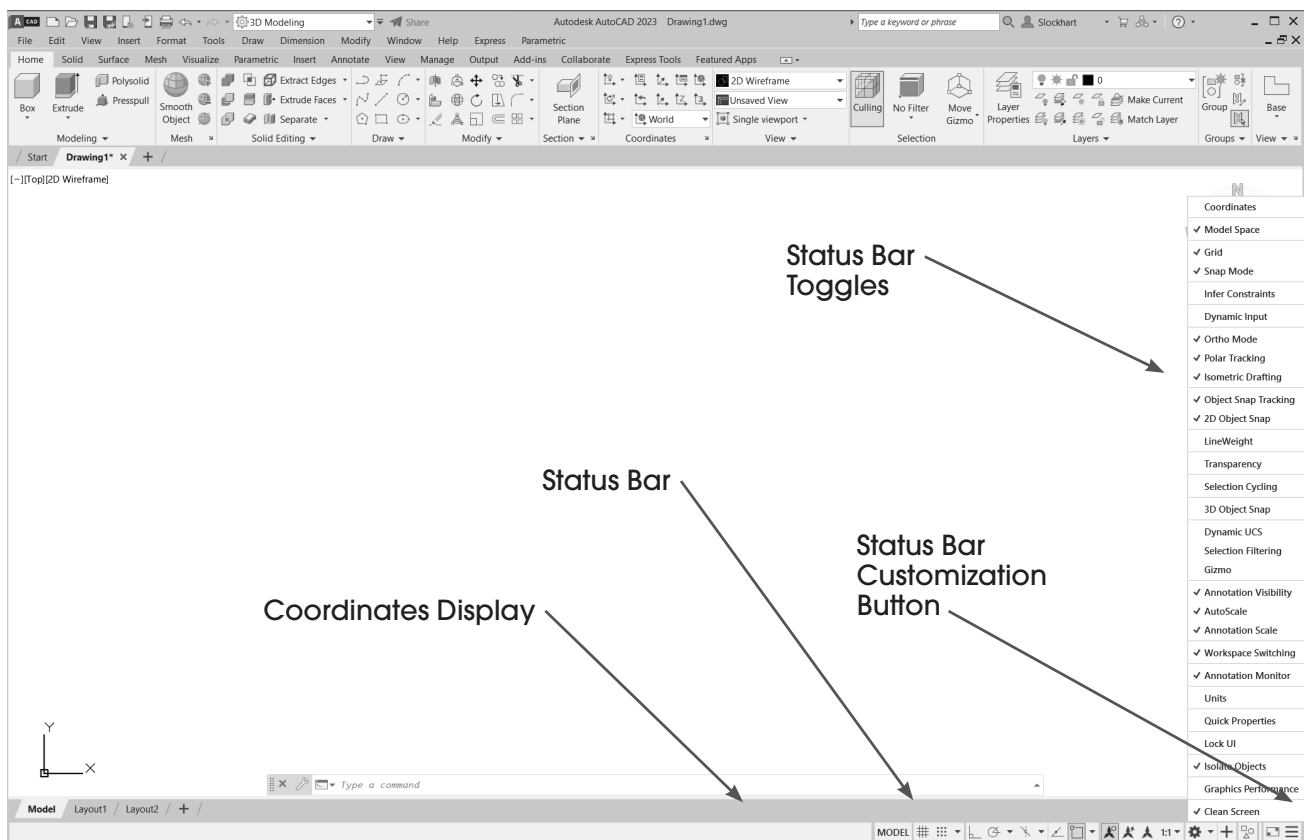 A CAD 3D Modeling Share Autodesk AutoCAD 2023 Drawing1.dwg Type a keyword or phrase Slockhart
File Edit View Insert Format Tools Draw Dimension Modify Window Help Express Parametric
Home Solid Surface Mesh Visualize Parametric Insert Annotate View Manage Output Add-ins Collaborate Express Tools Featured Apps
Polysolid Extract Edges 2D Wireframe 0
Presspull Extrude Faces Unsaved View Make Current
Box Extrude Smooth Object Separate Section Plane World Single viewport Culling No Filter Move Gizmo Layer Properties Match Layer Group Base
Modeling Mesh Solid Editing Draw Modify Section Coordinates View Selection Layers Groups View
Start Drawing1* +
[−][Top][2D Wireframe]
N
Coordinates
Model Space
Grid
Snap Mode
Infer Constraints
Dynamic Input
Ortho Mode
Polar Tracking
Isometric Drafting
Object Snap Tracking
2D Object Snap
LineWeight
Transparency
Selection Cycling
3D Object Snap
Dynamic UCS
Selection Filtering
Gizmo
Annotation Visibility
AutoScale
Annotation Scale
Workspace Switching
Annotation Monitor
Units
Quick Properties
Lock UI
Isolate Objects
Graphics Performance
Clean Screen
Status Bar
Toggles
Status Bar
Status Bar
Customization
Button
Coordinates Display
Y
X
Type a command
Model Layout1 Layout2 +
MODEL 1:1